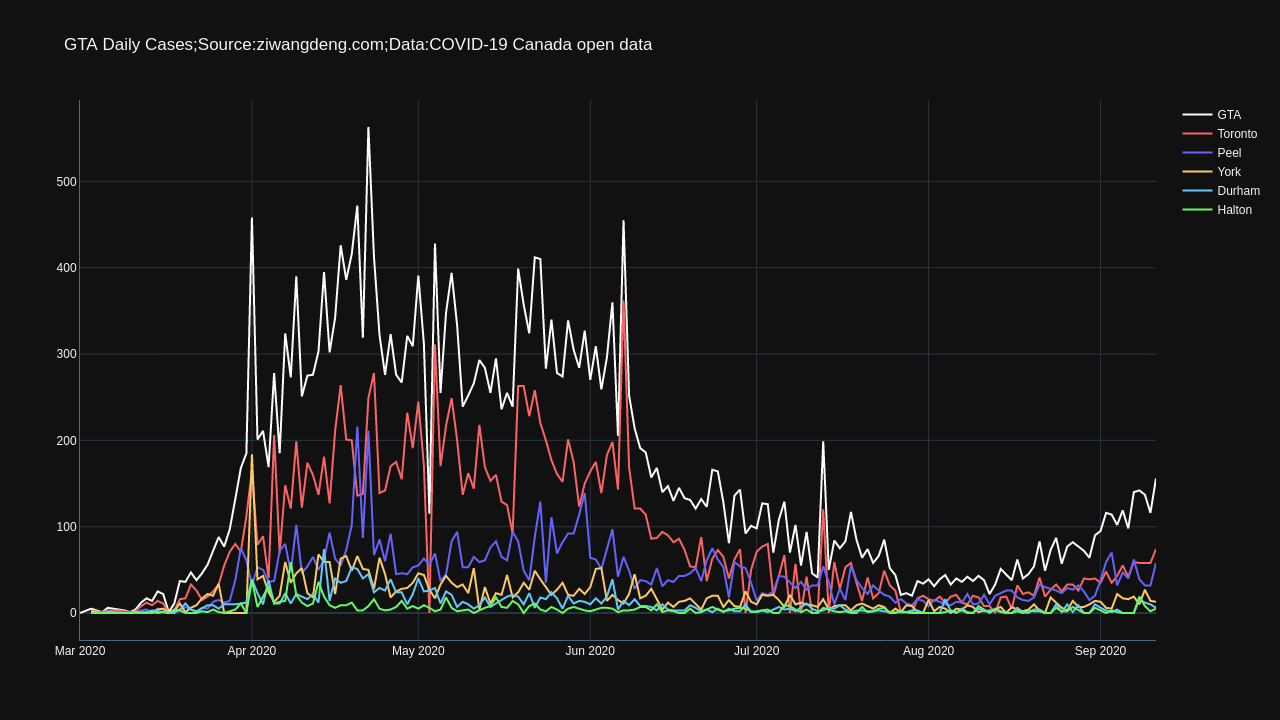 GTA Daily Cases;Source:ziwangdeng.com;Data:COVID-19 Canada open data
GTA
Toronto
Peel
York
Durham
Halton
500
400
300
200
100
0
Mar 2020
Apr 2020
May 2020
Jun 2020
Jul 2020
Aug 2020
Sep 2020